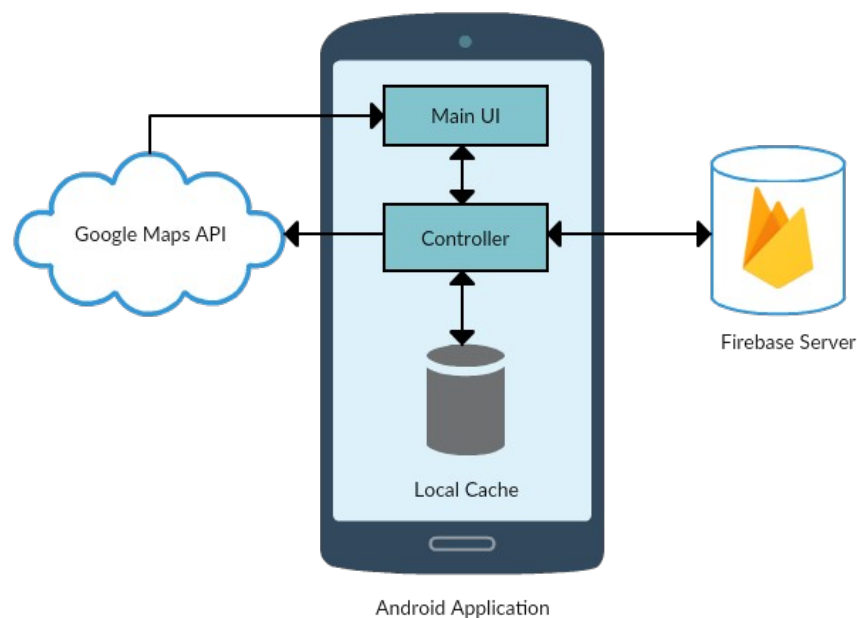 Main UI
Google Maps API
Controller
Firebase Server
Local Cache
Android Application